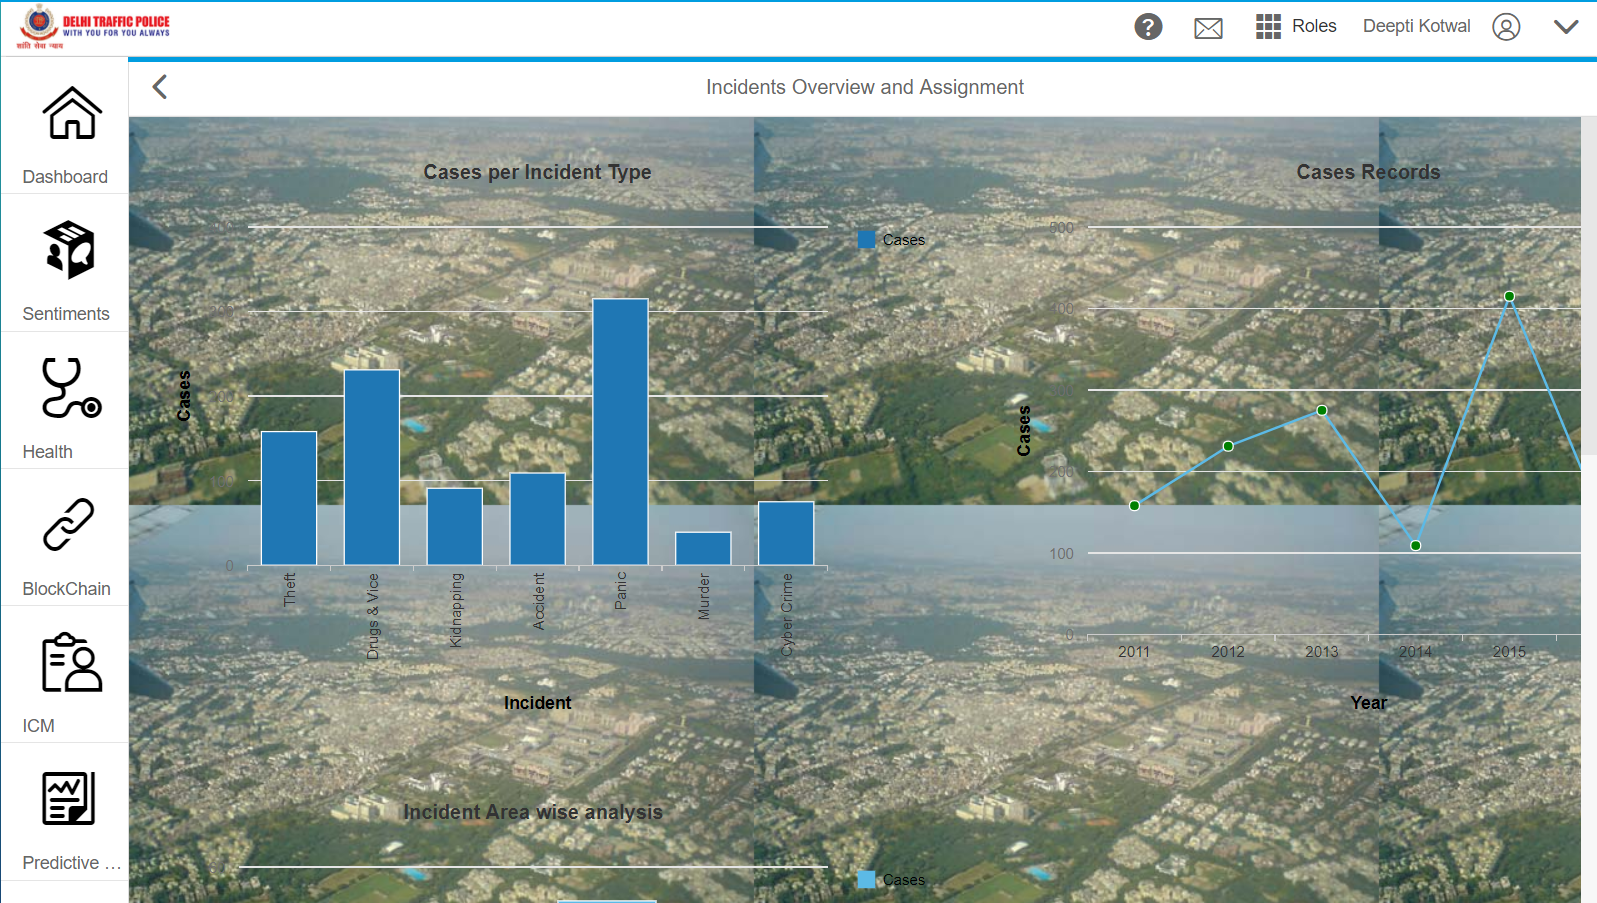 DELHI TRAFFIC POLICE
WITH YOU FOR YOU ALWAYS
शांति सेवा न्याय
?
Roles
Deepti Kotwal
Incidents Overview and Assignment
Dashboard
Sentiments
Health
BlockChain
ICM
Predictive ...
Cases per Incident Type
Cases
Cases
0
Theft
Drugs & Vice
Kidnapping
Accident
Panic
Murder
Cyber Crime
Incident
Cases Records
500
400
200
100
0
Cases
2011
2012
2013
2014
2015
Year
Incident Area wise analysis
Cases